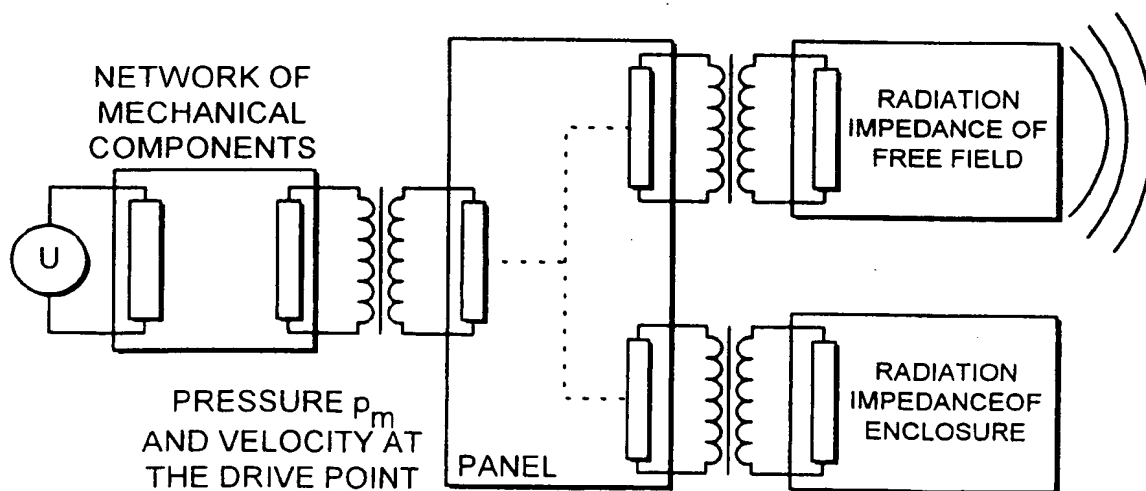 NETWORK OF
MECHANICAL
COMPONENTS
U
PRESSURE pm
AND VELOCITY AT
THE DRIVE POINT
PANEL
RADIATION
IMPEDANCE OF
FREE FIELD
RADIATION
IMPEDANCEOF
ENCLOSURE